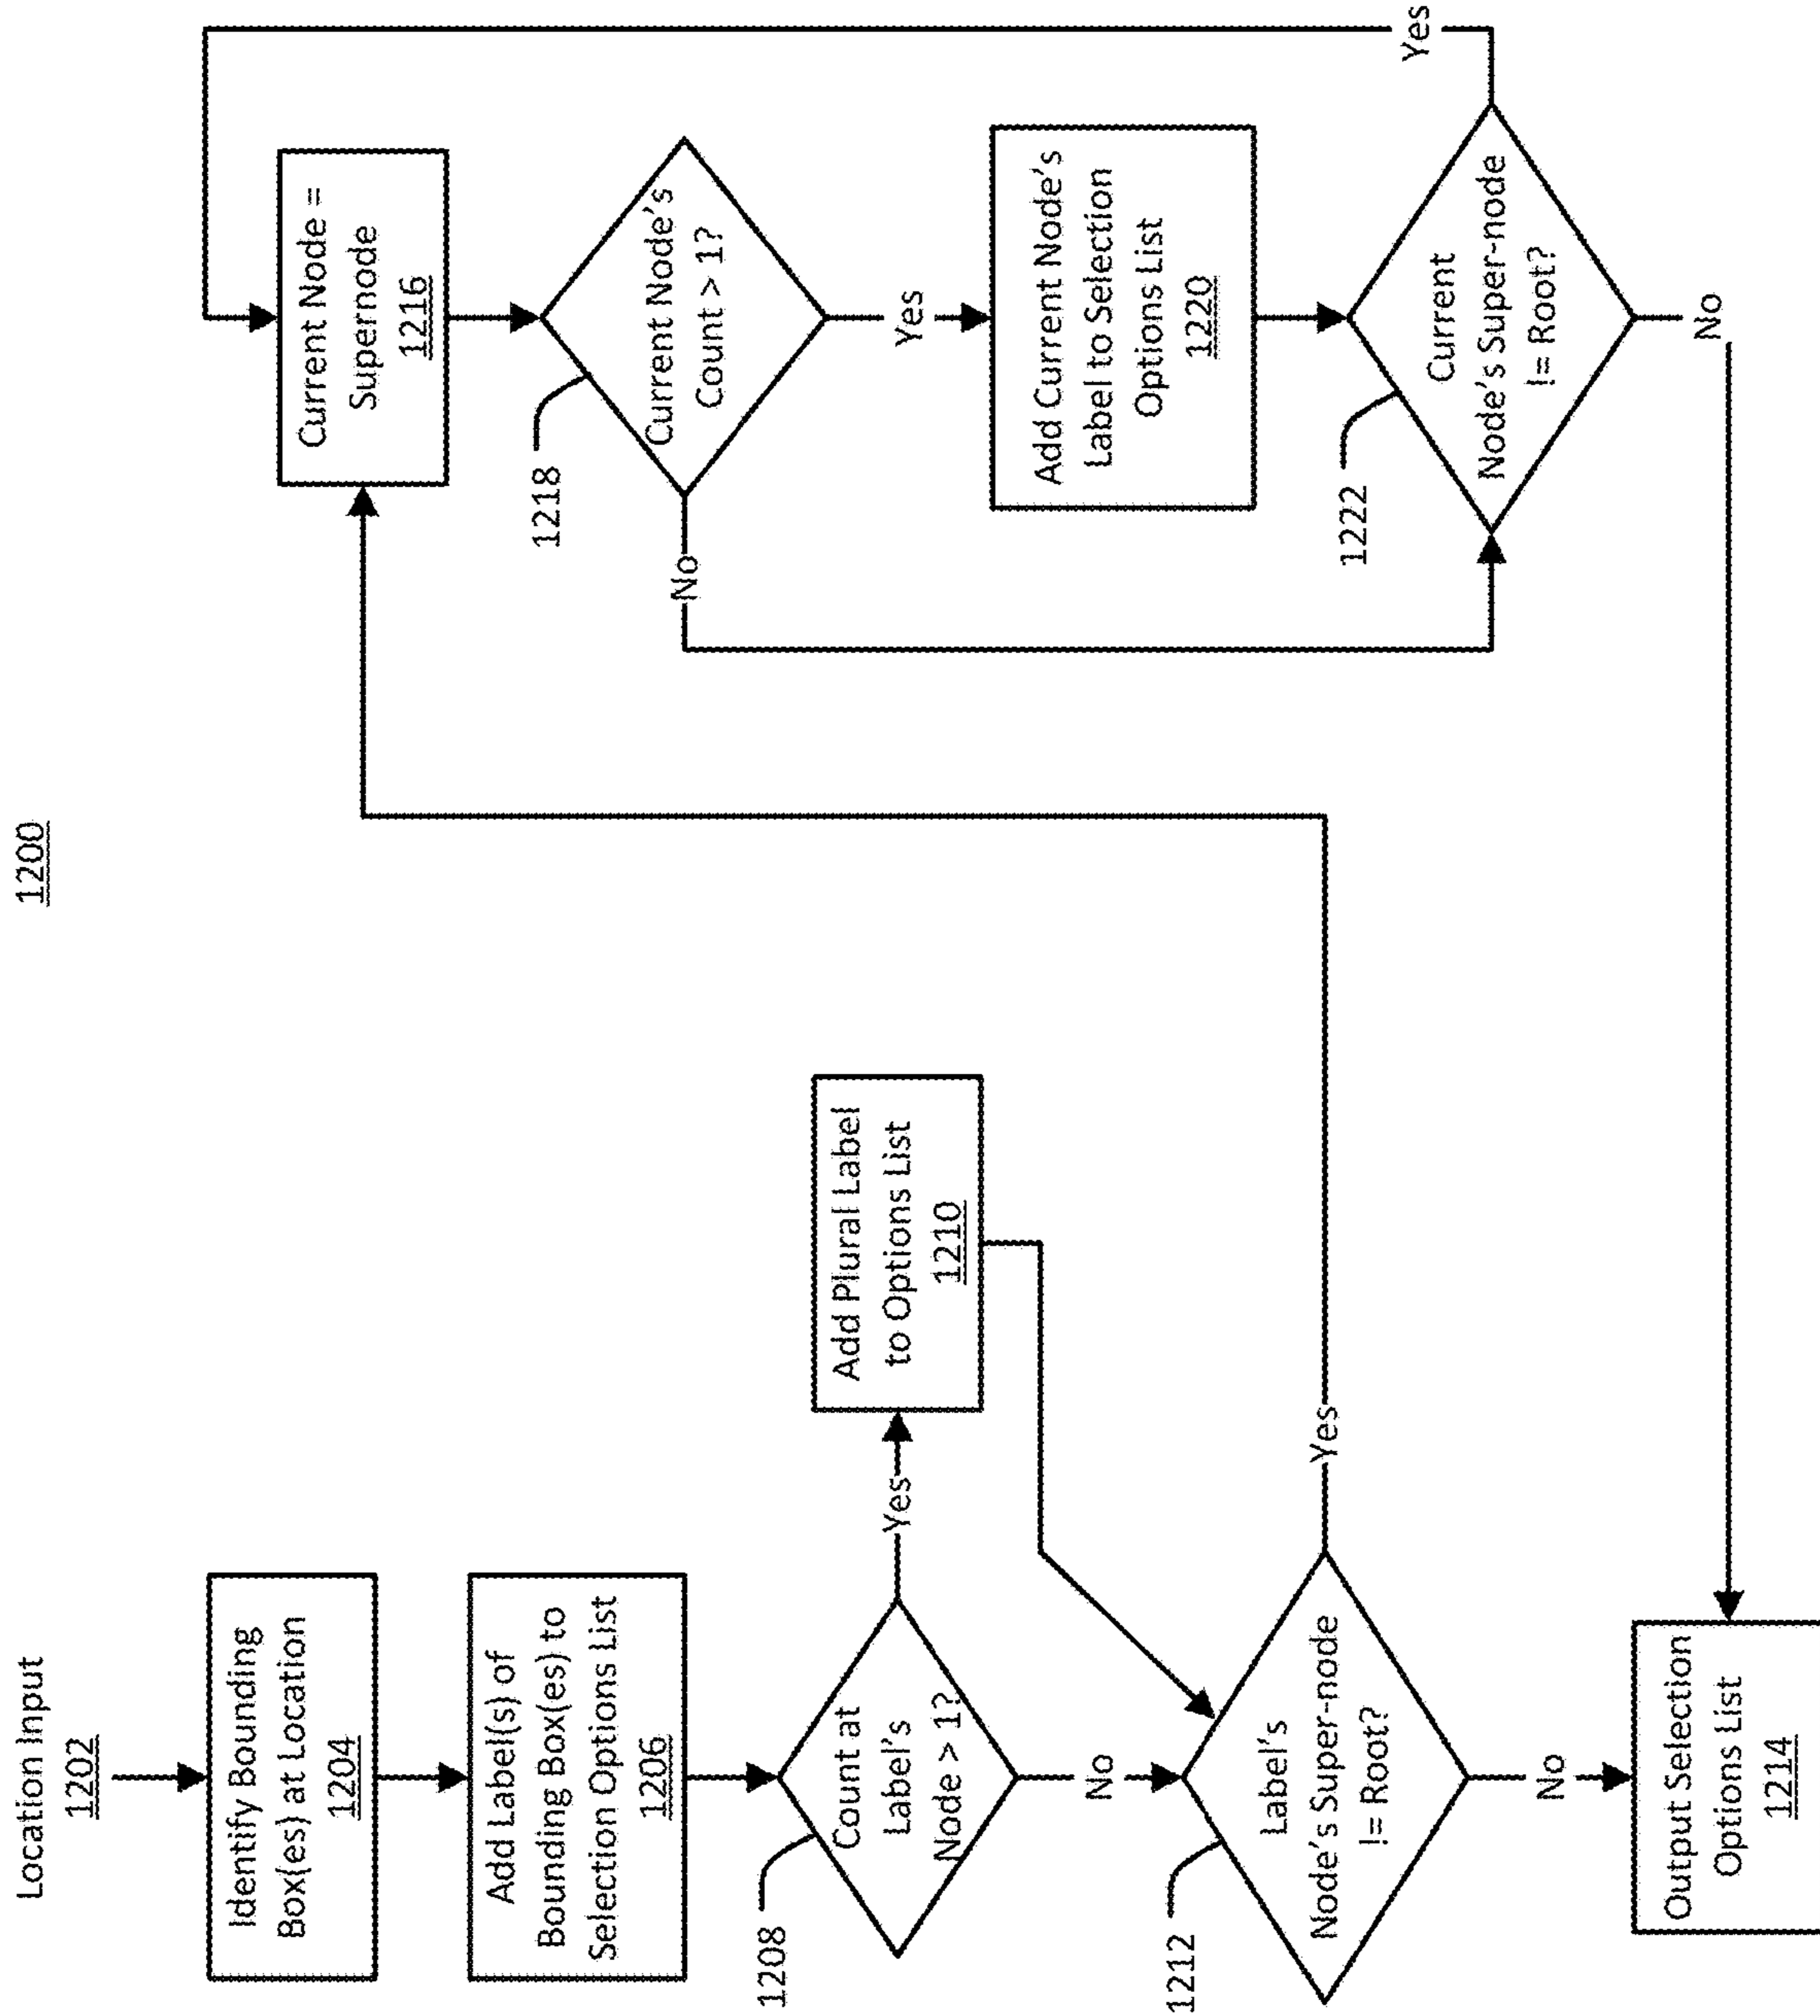 1200
Location Input
1202
Identify Bounding
Box(es) at Location
1204
Add Label(s) of
Bounding Box(es) to
Selection Options List
1206
1208
Count at
Label's
Node > 1?
Yes
Add Plural Label
to Options List
1210
No
1212
Label's
Node's Super-node
!= Root?
Yes
No
Output Selection
Options List
1214
Current Node =
Supernode
1216
1218
Current Node's
Count > 1?
No
Yes
Add Current Node's
Label to Selection
Options List
1220
1222
Current
Node's Super-node
!= Root?
Yes
No